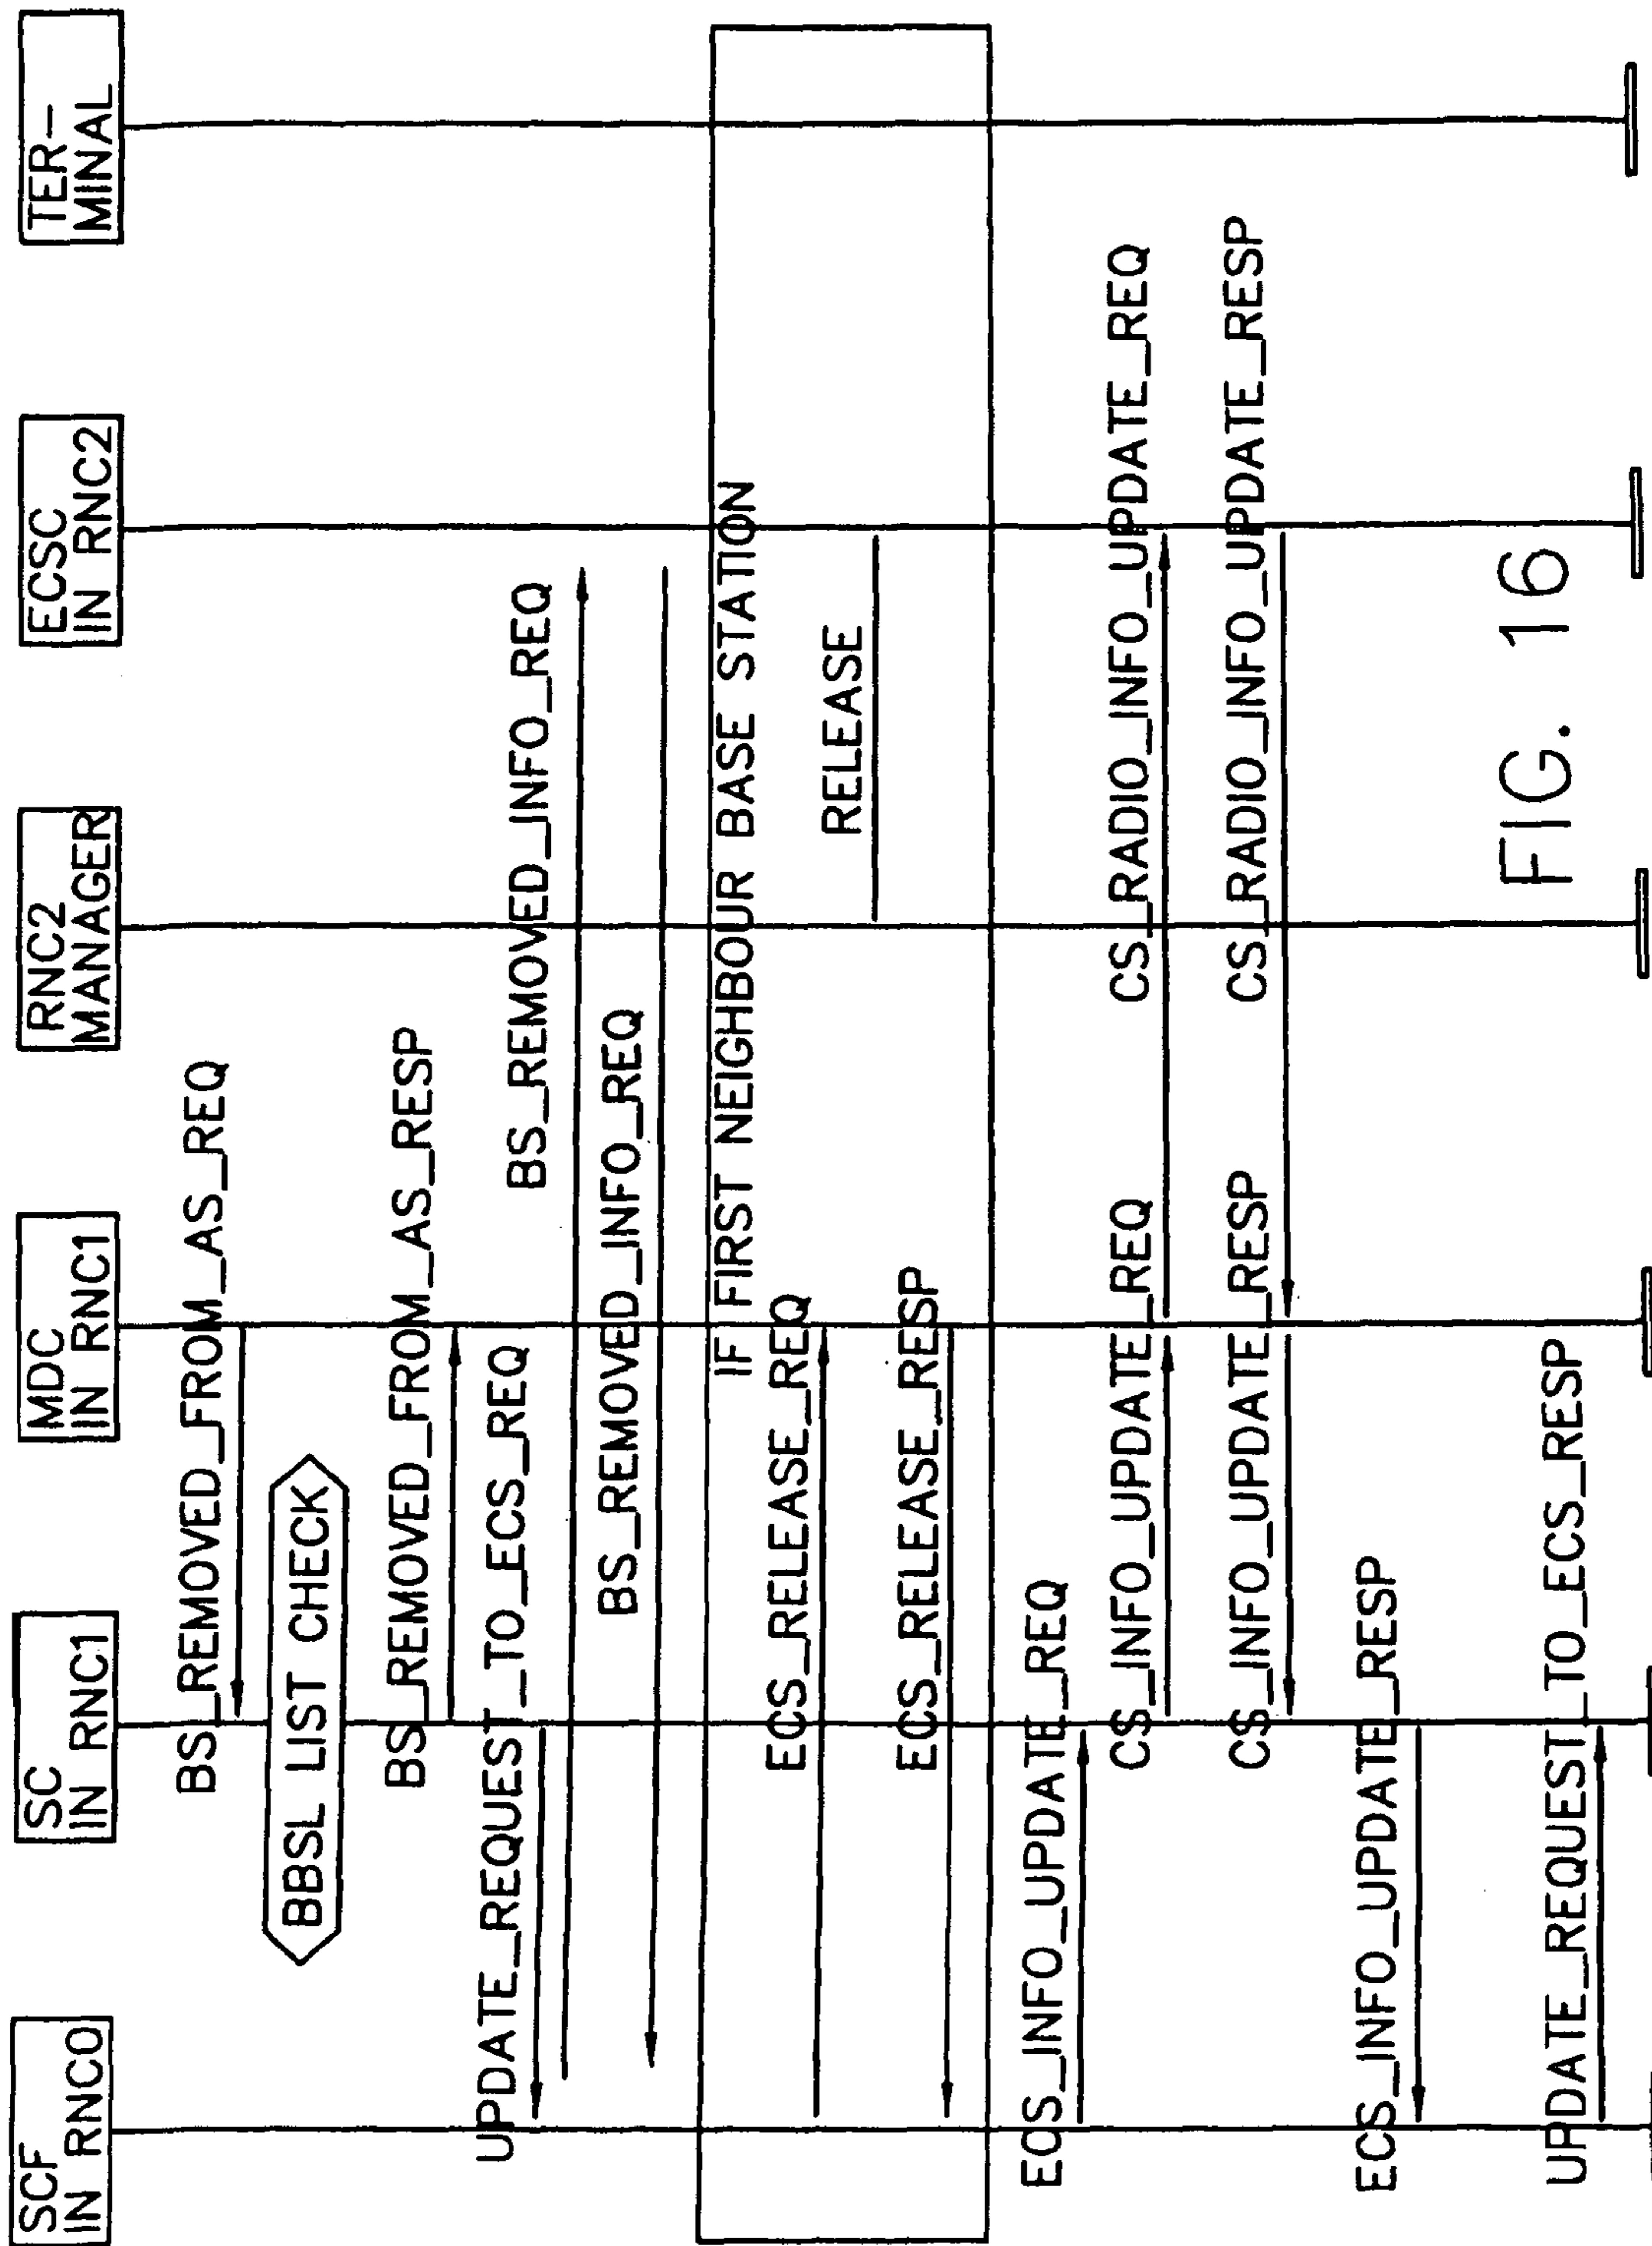 SCF
IN RNC0
SC
IN RNC1
MDC
IN RNC1
RNC2
MANAGER
ECSC
IN RNC2
TER-
MINAL
BS_REMOVED_FROM_AS_REQ
BBSL LIST CHECK
BS_REMOVED_FROM_AS_RESP
UPDATE_REQUEST_TO_ECS_REQ
BS_REMOVED_INFO_REQ
BS_REMOVED_INFO_REQ
IF FIRST NEIGHBOUR BASE STATION
ECS_RELEASE_REQ
RELEASE
ECS_RELEASE_RESP
EOS_INFO_UPDATE_REQ
CS_INFO_UPDATE_REQ
CS_RADIO_INFO_UPDATE_REQ
CS_INFO_UPDATE_RESP
CS_RADIO_INFO_UPDATE_RESP
ECS_INFO_UPDATE_RESP
UPDATE_REQUEST_TO_ECS_RESP
FIG. 16